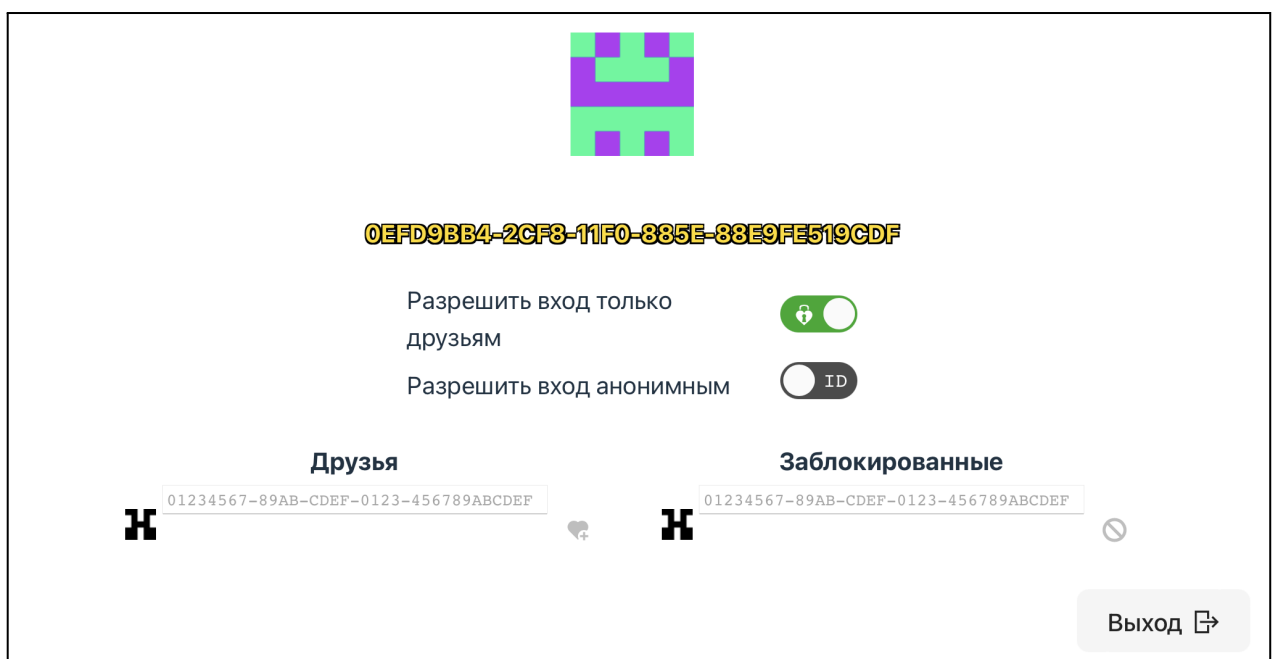 0EFD9BB4-2CF8-11F0-885E-88E9FE519CDF
Разрешить вход только
друзьям
ID
Разрешить вход анонимным
Друзья
01234567-89AB-CDEF-0123-456789ABCDEF
Заблокированные
01234567-89AB-CDEF-0123-456789ABCDEF
Выход